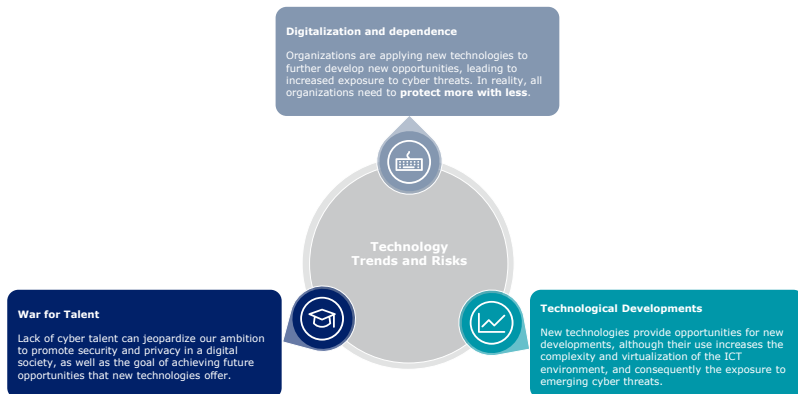 Digitalization and dependence
Organizations are applying new technologies to
further develop new opportunities, leading to
increased exposure to cyber threats. In reality, all
organizations need to protect more with less.
Technology
Trends and Risks
War for Talent
Lack of cyber talent can jeopardize our ambition
to promote security and privacy in a digital
society, as well as the goal of achieving future
opportunities that new technologies offer.
Technological Developments
New technologies provide opportunities for new
developments, although their use increases the
complexity and virtualization of the ICT
environment, and consequently the exposure to
emerging cyber threats.